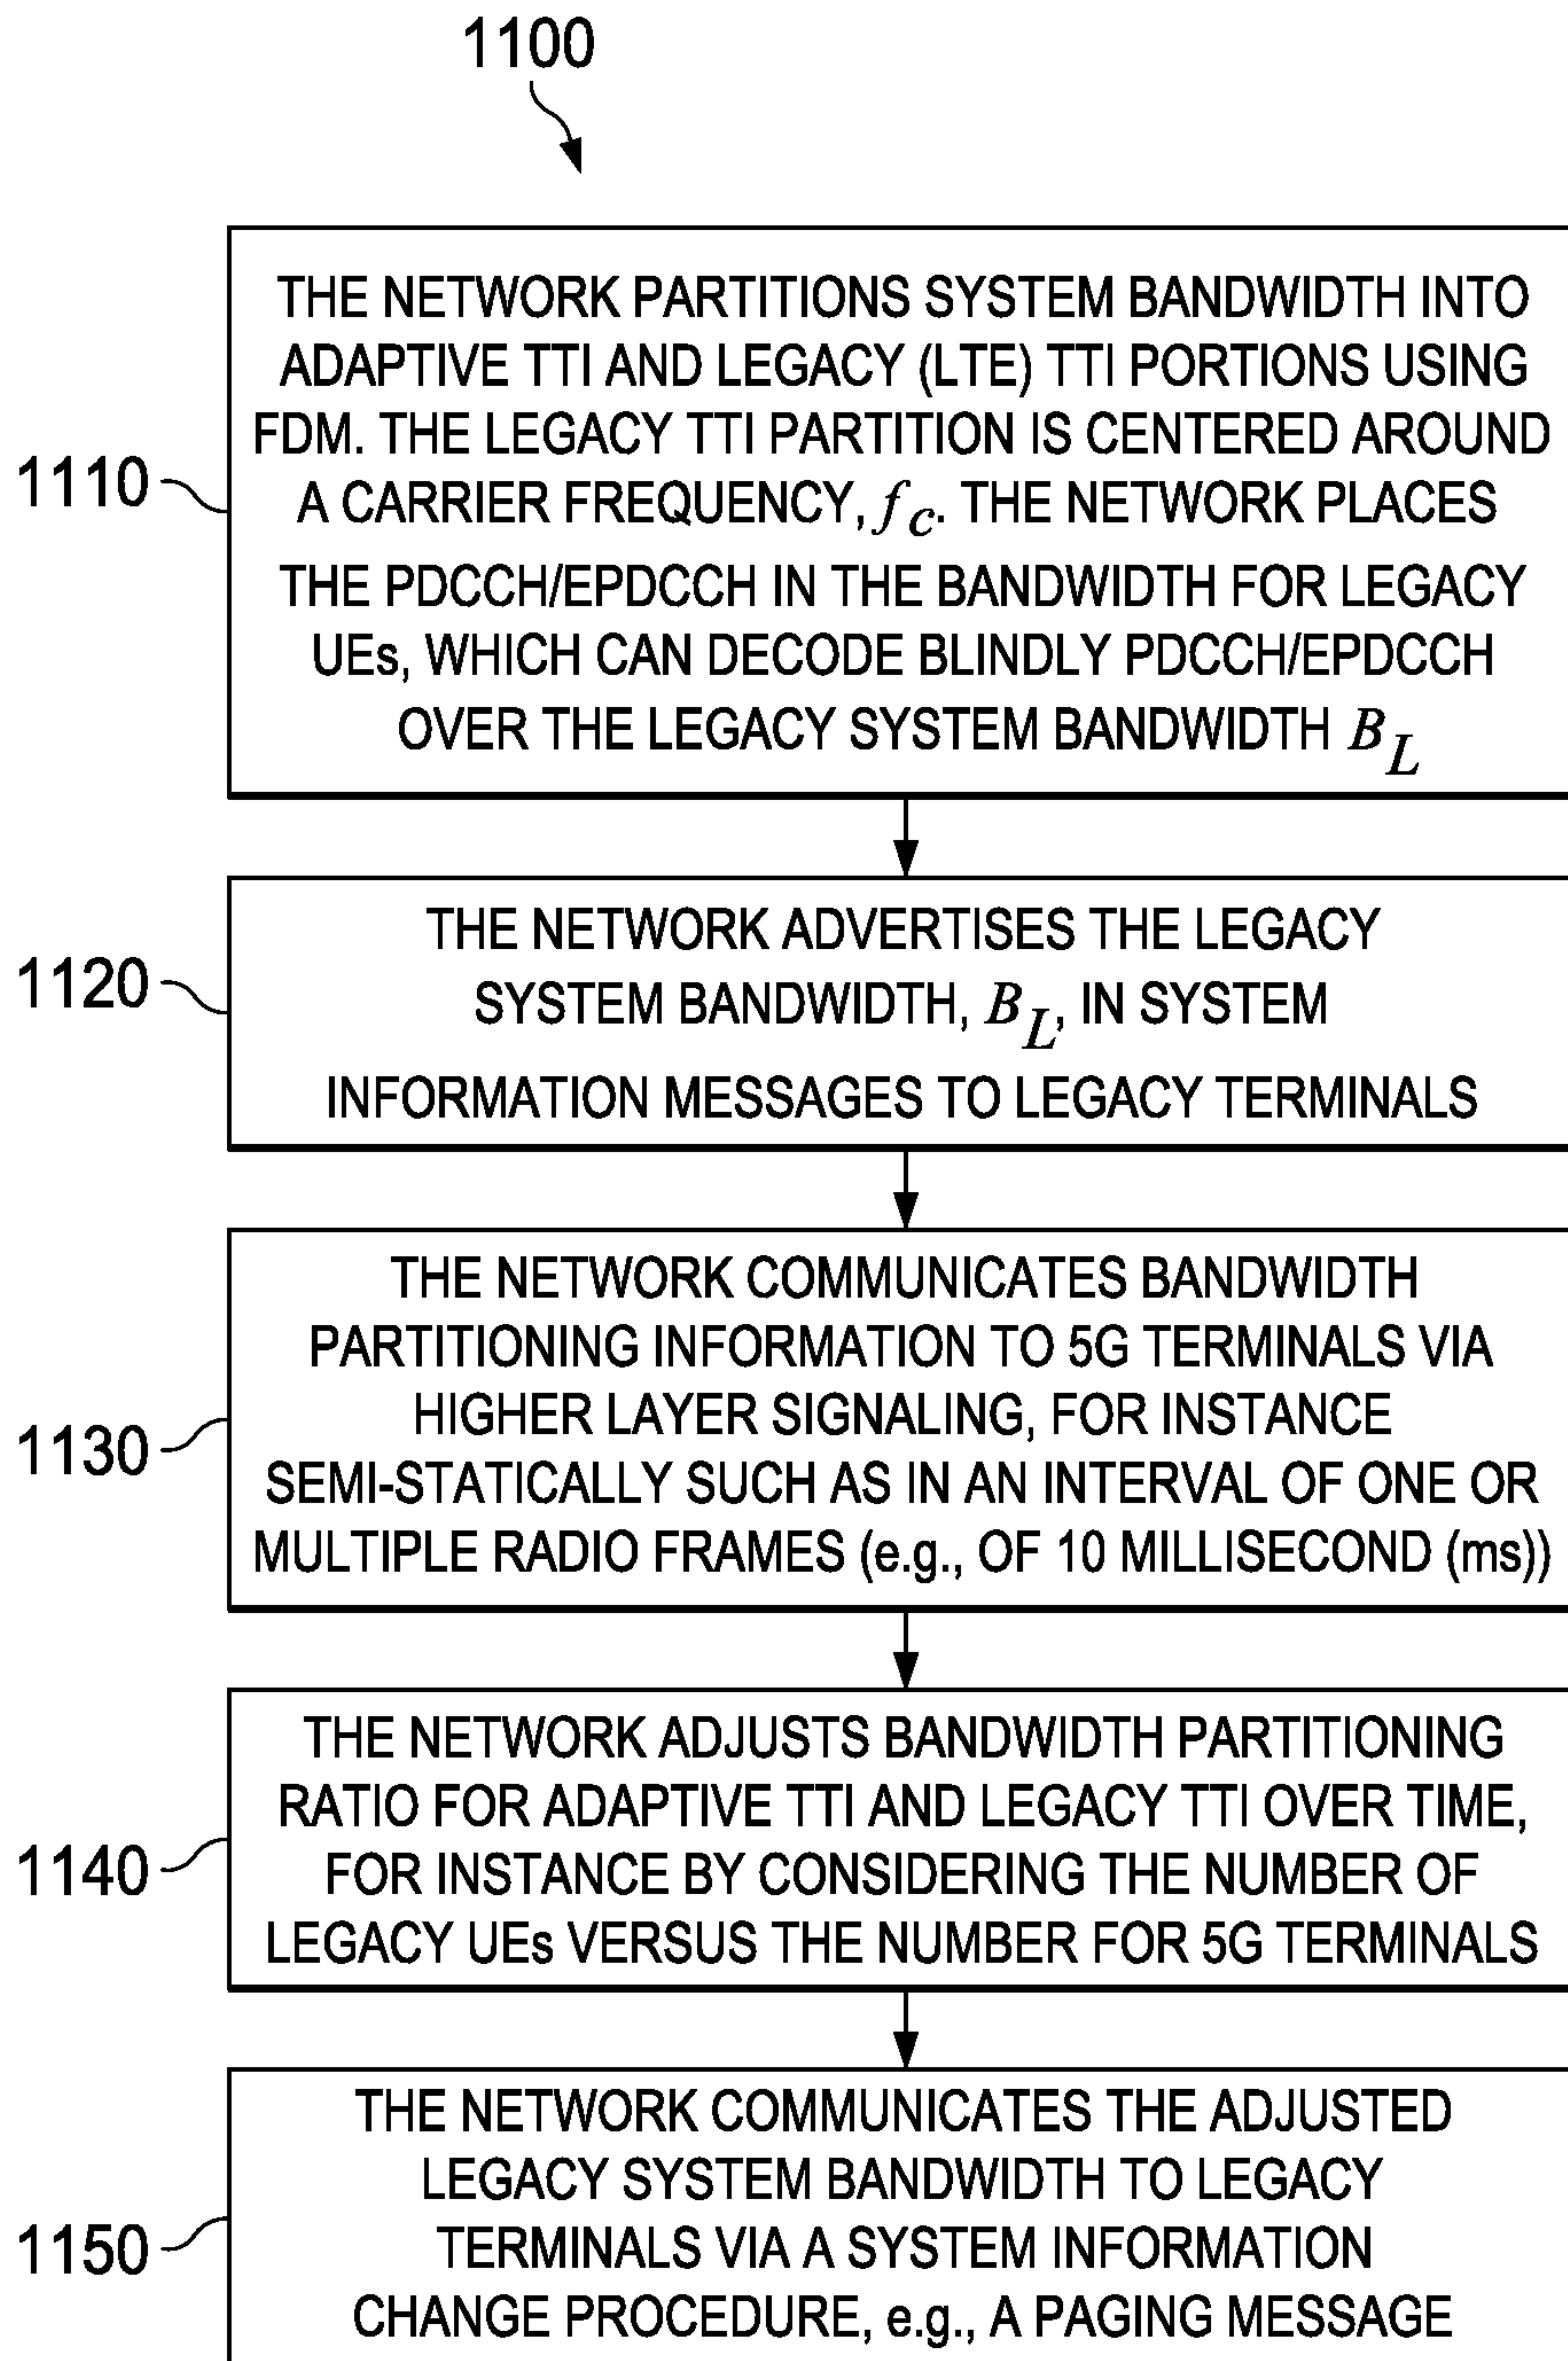 1100
1110
THE NETWORK PARTITIONS SYSTEM BANDWIDTH INTO
ADAPTIVE TTI AND LEGACY (LTE) TTI PORTIONS USING
FDM. THE LEGACY TTI PARTITION IS CENTERED AROUND
A CARRIER FREQUENCY, f_c. THE NETWORK PLACES
THE PDCCH/EPDCCH IN THE BANDWIDTH FOR LEGACY
UEs, WHICH CAN DECODE BLINDLY PDCCH/EPDCCH
OVER THE LEGACY SYSTEM BANDWIDTH B_L
1120
THE NETWORK ADVERTISES THE LEGACY
SYSTEM BANDWIDTH, B_L, IN SYSTEM
INFORMATION MESSAGES TO LEGACY TERMINALS
1130
THE NETWORK COMMUNICATES BANDWIDTH
PARTITIONING INFORMATION TO 5G TERMINALS VIA
HIGHER LAYER SIGNALING, FOR INSTANCE
SEMI-STATICALLY SUCH AS IN AN INTERVAL OF ONE OR
MULTIPLE RADIO FRAMES (e.g., OF 10 MILLISECOND (ms))
1140
THE NETWORK ADJUSTS BANDWIDTH PARTITIONING
RATIO FOR ADAPTIVE TTI AND LEGACY TTI OVER TIME,
FOR INSTANCE BY CONSIDERING THE NUMBER OF
LEGACY UEs VERSUS THE NUMBER FOR 5G TERMINALS
1150
THE NETWORK COMMUNICATES THE ADJUSTED
LEGACY SYSTEM BANDWIDTH TO LEGACY
TERMINALS VIA A SYSTEM INFORMATION
CHANGE PROCEDURE, e.g., A PAGING MESSAGE